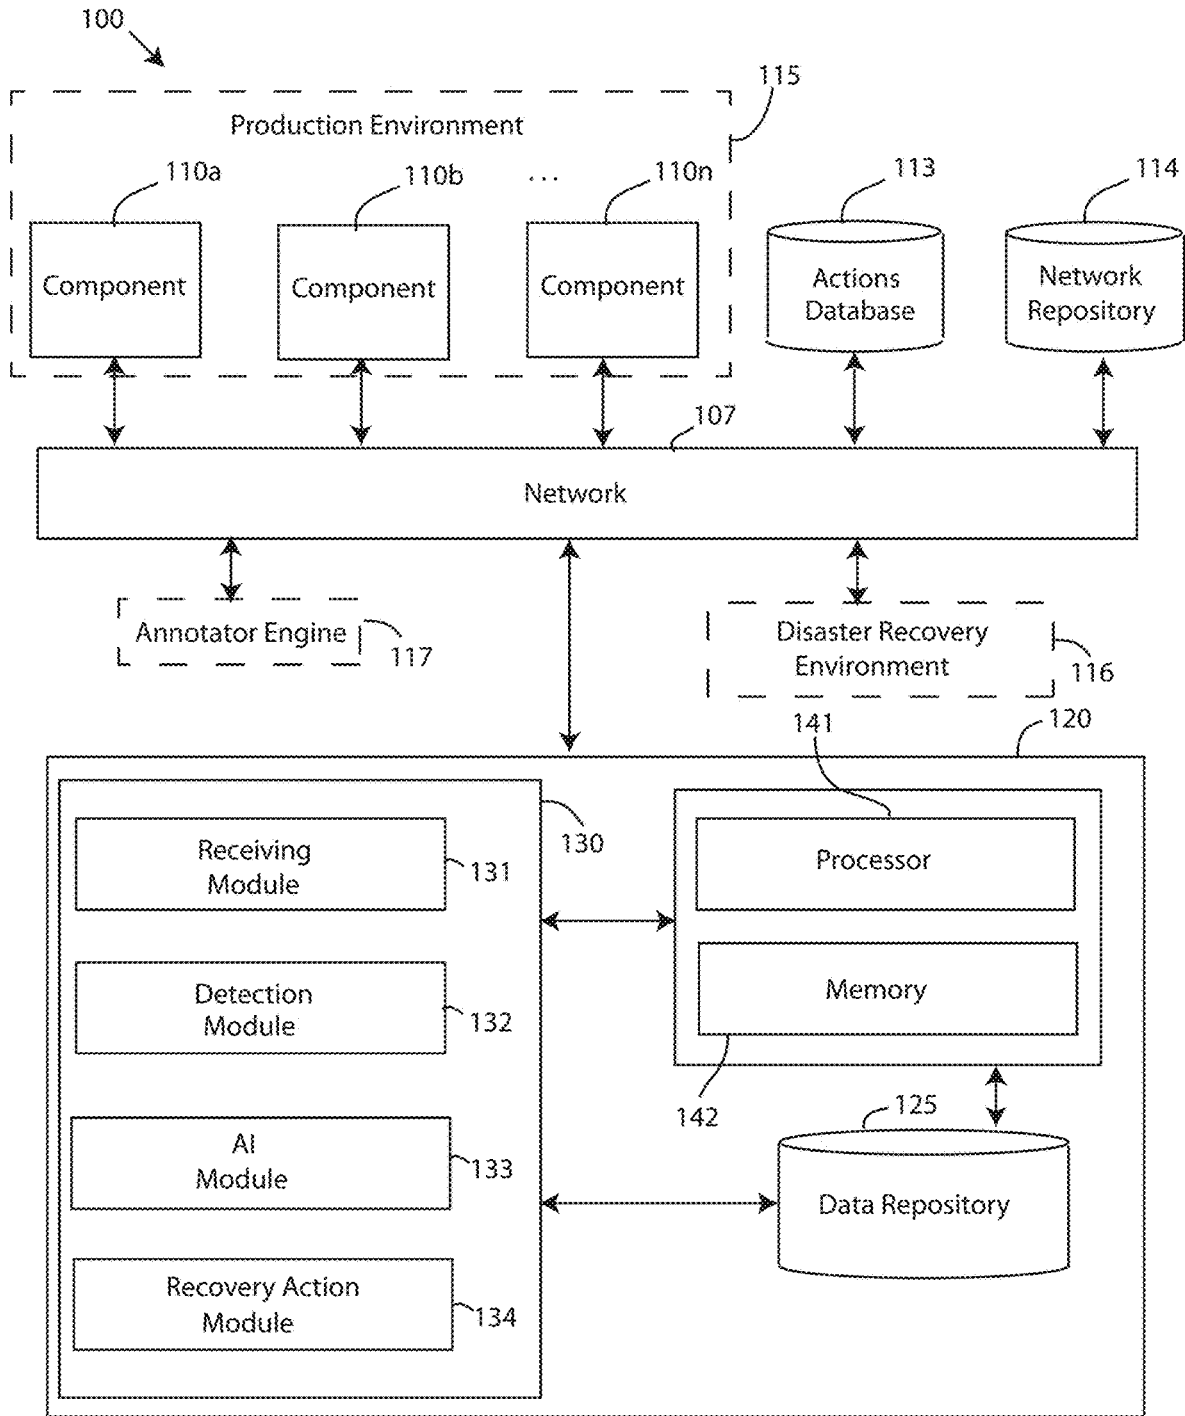 100
115
Production Environment
110a
110b
...
110n
113
114
Component
Component
Component
Actions
Database
Network
Repository
107
Network
Annotator Engine
117
Disaster Recovery
Environment
116
141
120
130
Receiving
Module
131
Processor
Detection
Module
132
Memory
142
125
AI
Module
133
Data Repository
Recovery Action
Module
134